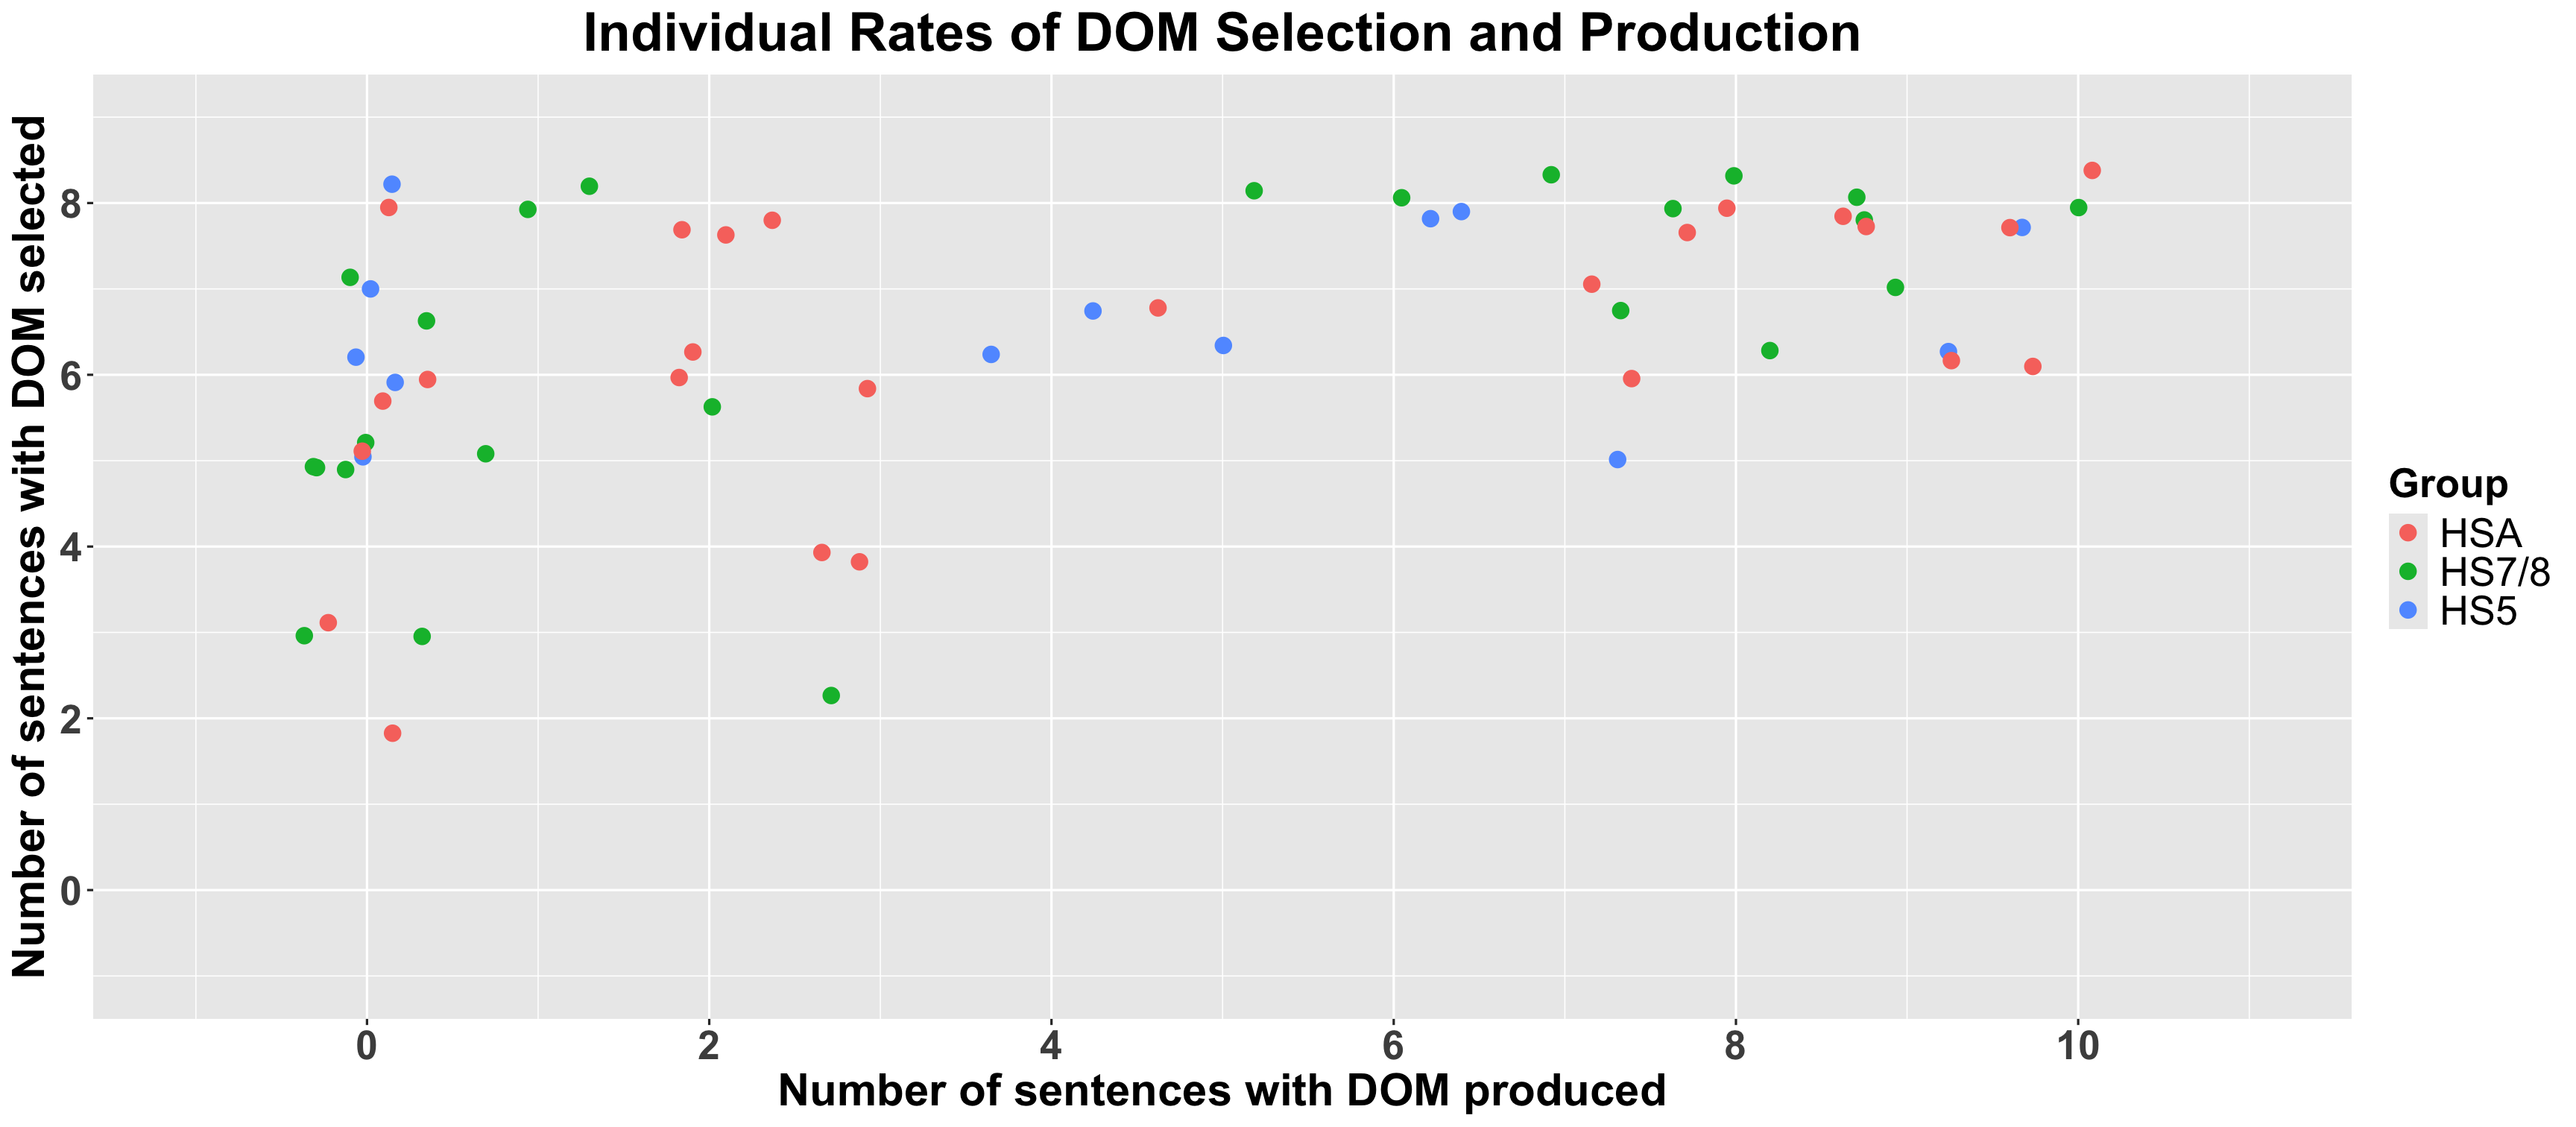 Individual Rates of DOM Selection and Production
Number of sentences with DOM selected
8
6
4
2
0
0 2 4 6 8 10
Number of sentences with DOM produced
Group
HSA
HS7/8
HS5